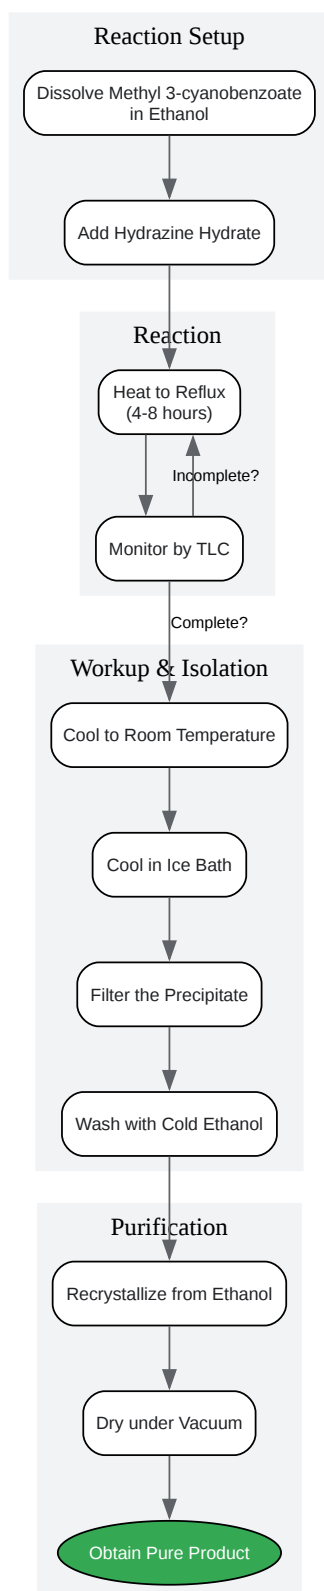 Reaction Setup
Dissolve Methyl 3-cyanobenzoate
in Ethanol
Add Hydrazine Hydrate
Reaction
Heat to Reflux
(4-8 hours)
Incomplete?
Monitor by TLC
Complete?
Workup & Isolation
Cool to Room Temperature
Cool in Ice Bath
Filter the Precipitate
Wash with Cold Ethanol
Purification
Recrystallize from Ethanol
Dry under Vacuum
Obtain Pure Product